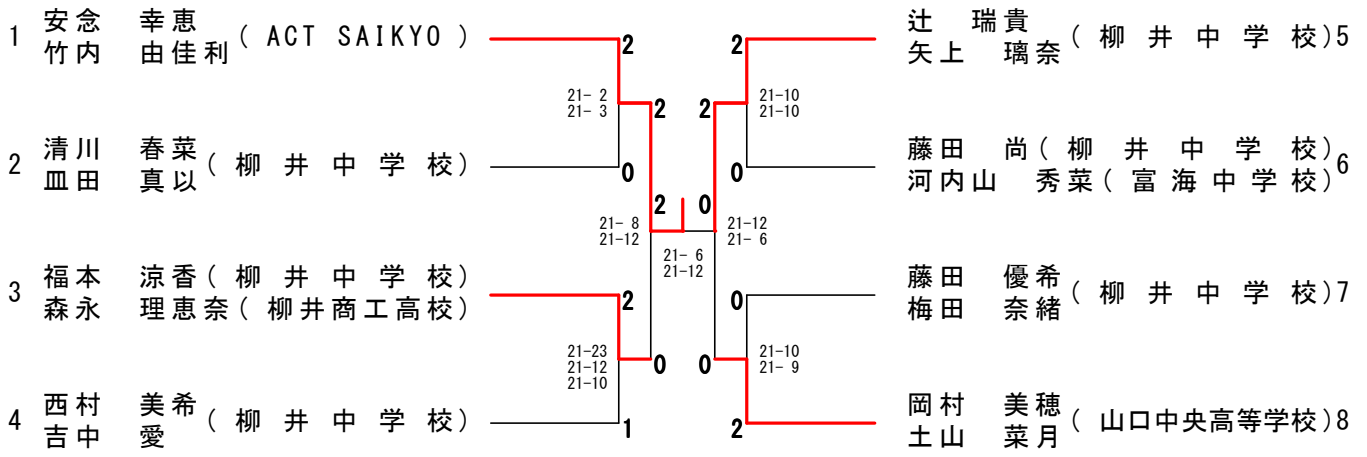 1 安念 幸恵 ( ACT SAIKYO )
竹内 由佳利
2 清川 春菜 ( 柳井中学校 )
皿田 真以
3 福本 涼香 ( 柳井中学校 )
森永 理恵奈 ( 柳井商工高校 )
4 西村 美希 ( 柳井中学校 )
吉中 愛
2
21- 2
21- 3
2
0
2
21- 8
21-12
2
21-23
21-12
21-10
0
1
21- 6
21-12
2
2
21-10
21-10
0
0
21-12
21- 6
0
0
21-10
21- 9
2
辻 瑞貴 ( 柳井中学校 ) 5
矢上 璃奈
藤田 尚 ( 柳井中学校 ) 6
河内山 秀菜 ( 富海中学校 )
藤田 優希 ( 柳井中学校 ) 7
梅田 奈緒
岡村 美穂 ( 山口中央高等学校 ) 8
土山 菜月